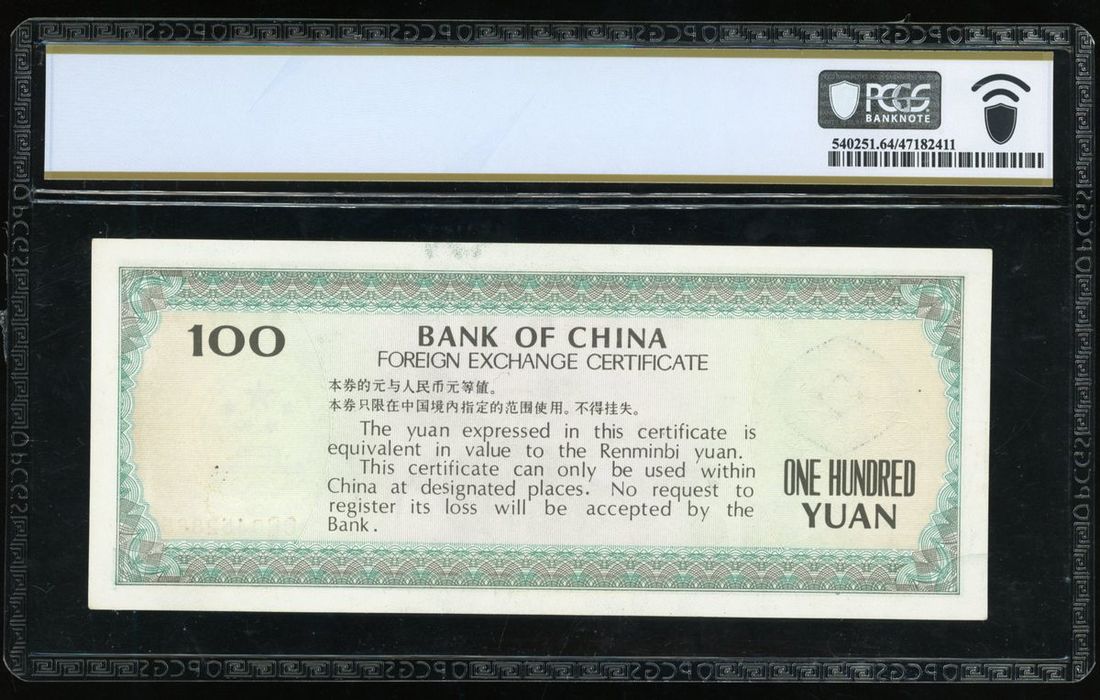 PCGS
BANKNOTE
540251.64/47182411
100
BANK OF CHINA
FOREIGN EXCHANGE CERTIFICATE
本券的元与人民币元等值。
本券只限在中国境内指定的范围使用。不得挂失。
The yuan expressed in this certificate is
equivalent in value to the Renminbi yuan.
This certificate can only be used within
China at designated places. No request to
register its loss will be accepted by the
Bank.
ONE HUNDRED
YUAN